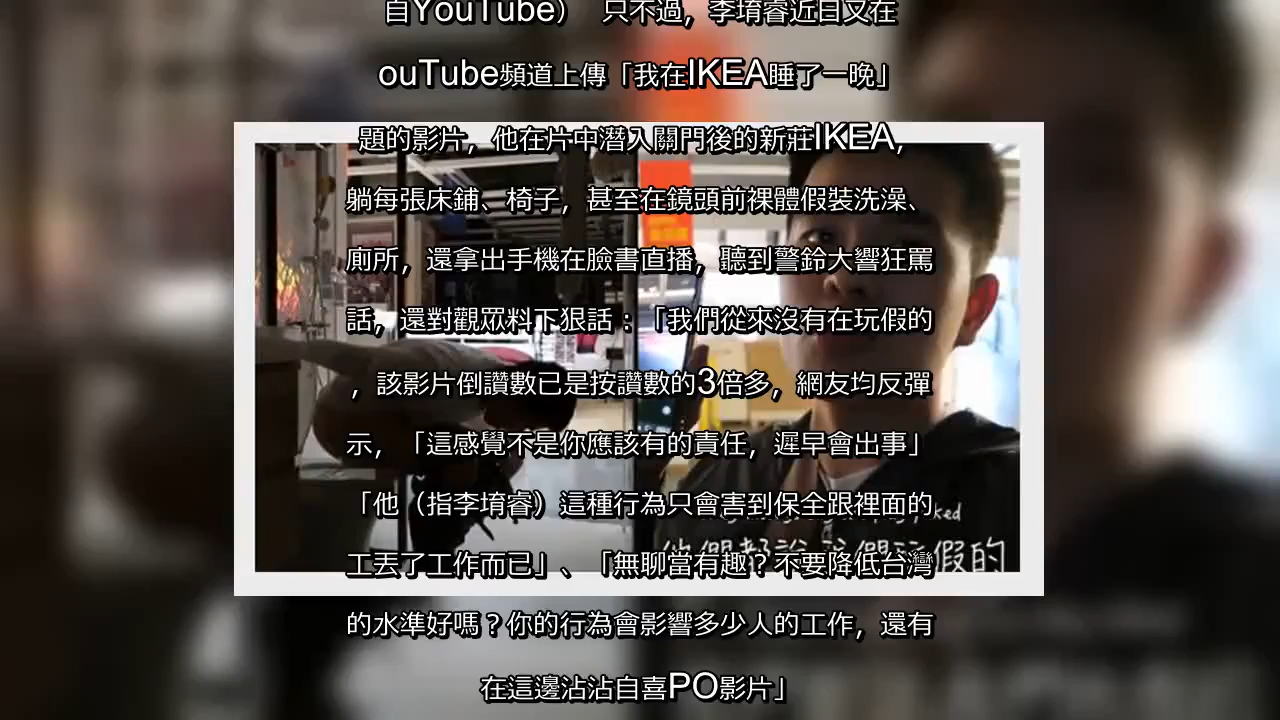 自YouTube） 只不過，李堉睿近日又在
ouTube頻道上傳「我在IKEA睡了一晚」
題的影片，他在片中潛入關門後的新莊IKEA，
躺每張床鋪、椅子，甚至在鏡頭前裸體假裝洗澡、
廁所，還拿出手機在臉書直播，聽到警鈴大響狂罵
話，還對觀眾料下狠話：「我們從來沒有在玩假的
，該影片倒讚數已是按讚數的3倍多，網友均反彈
示，「這感覺不是你應該有的責任，遲早會出事」
「他（指李堉睿）這種行為只會害到保全跟裡面的
工丟了工作而已」、「無聊當有趣？不要降低台灣
的水準好嗎？你的行為會影響多少人的工作，還有
在這邊沾沾自喜PO影片」